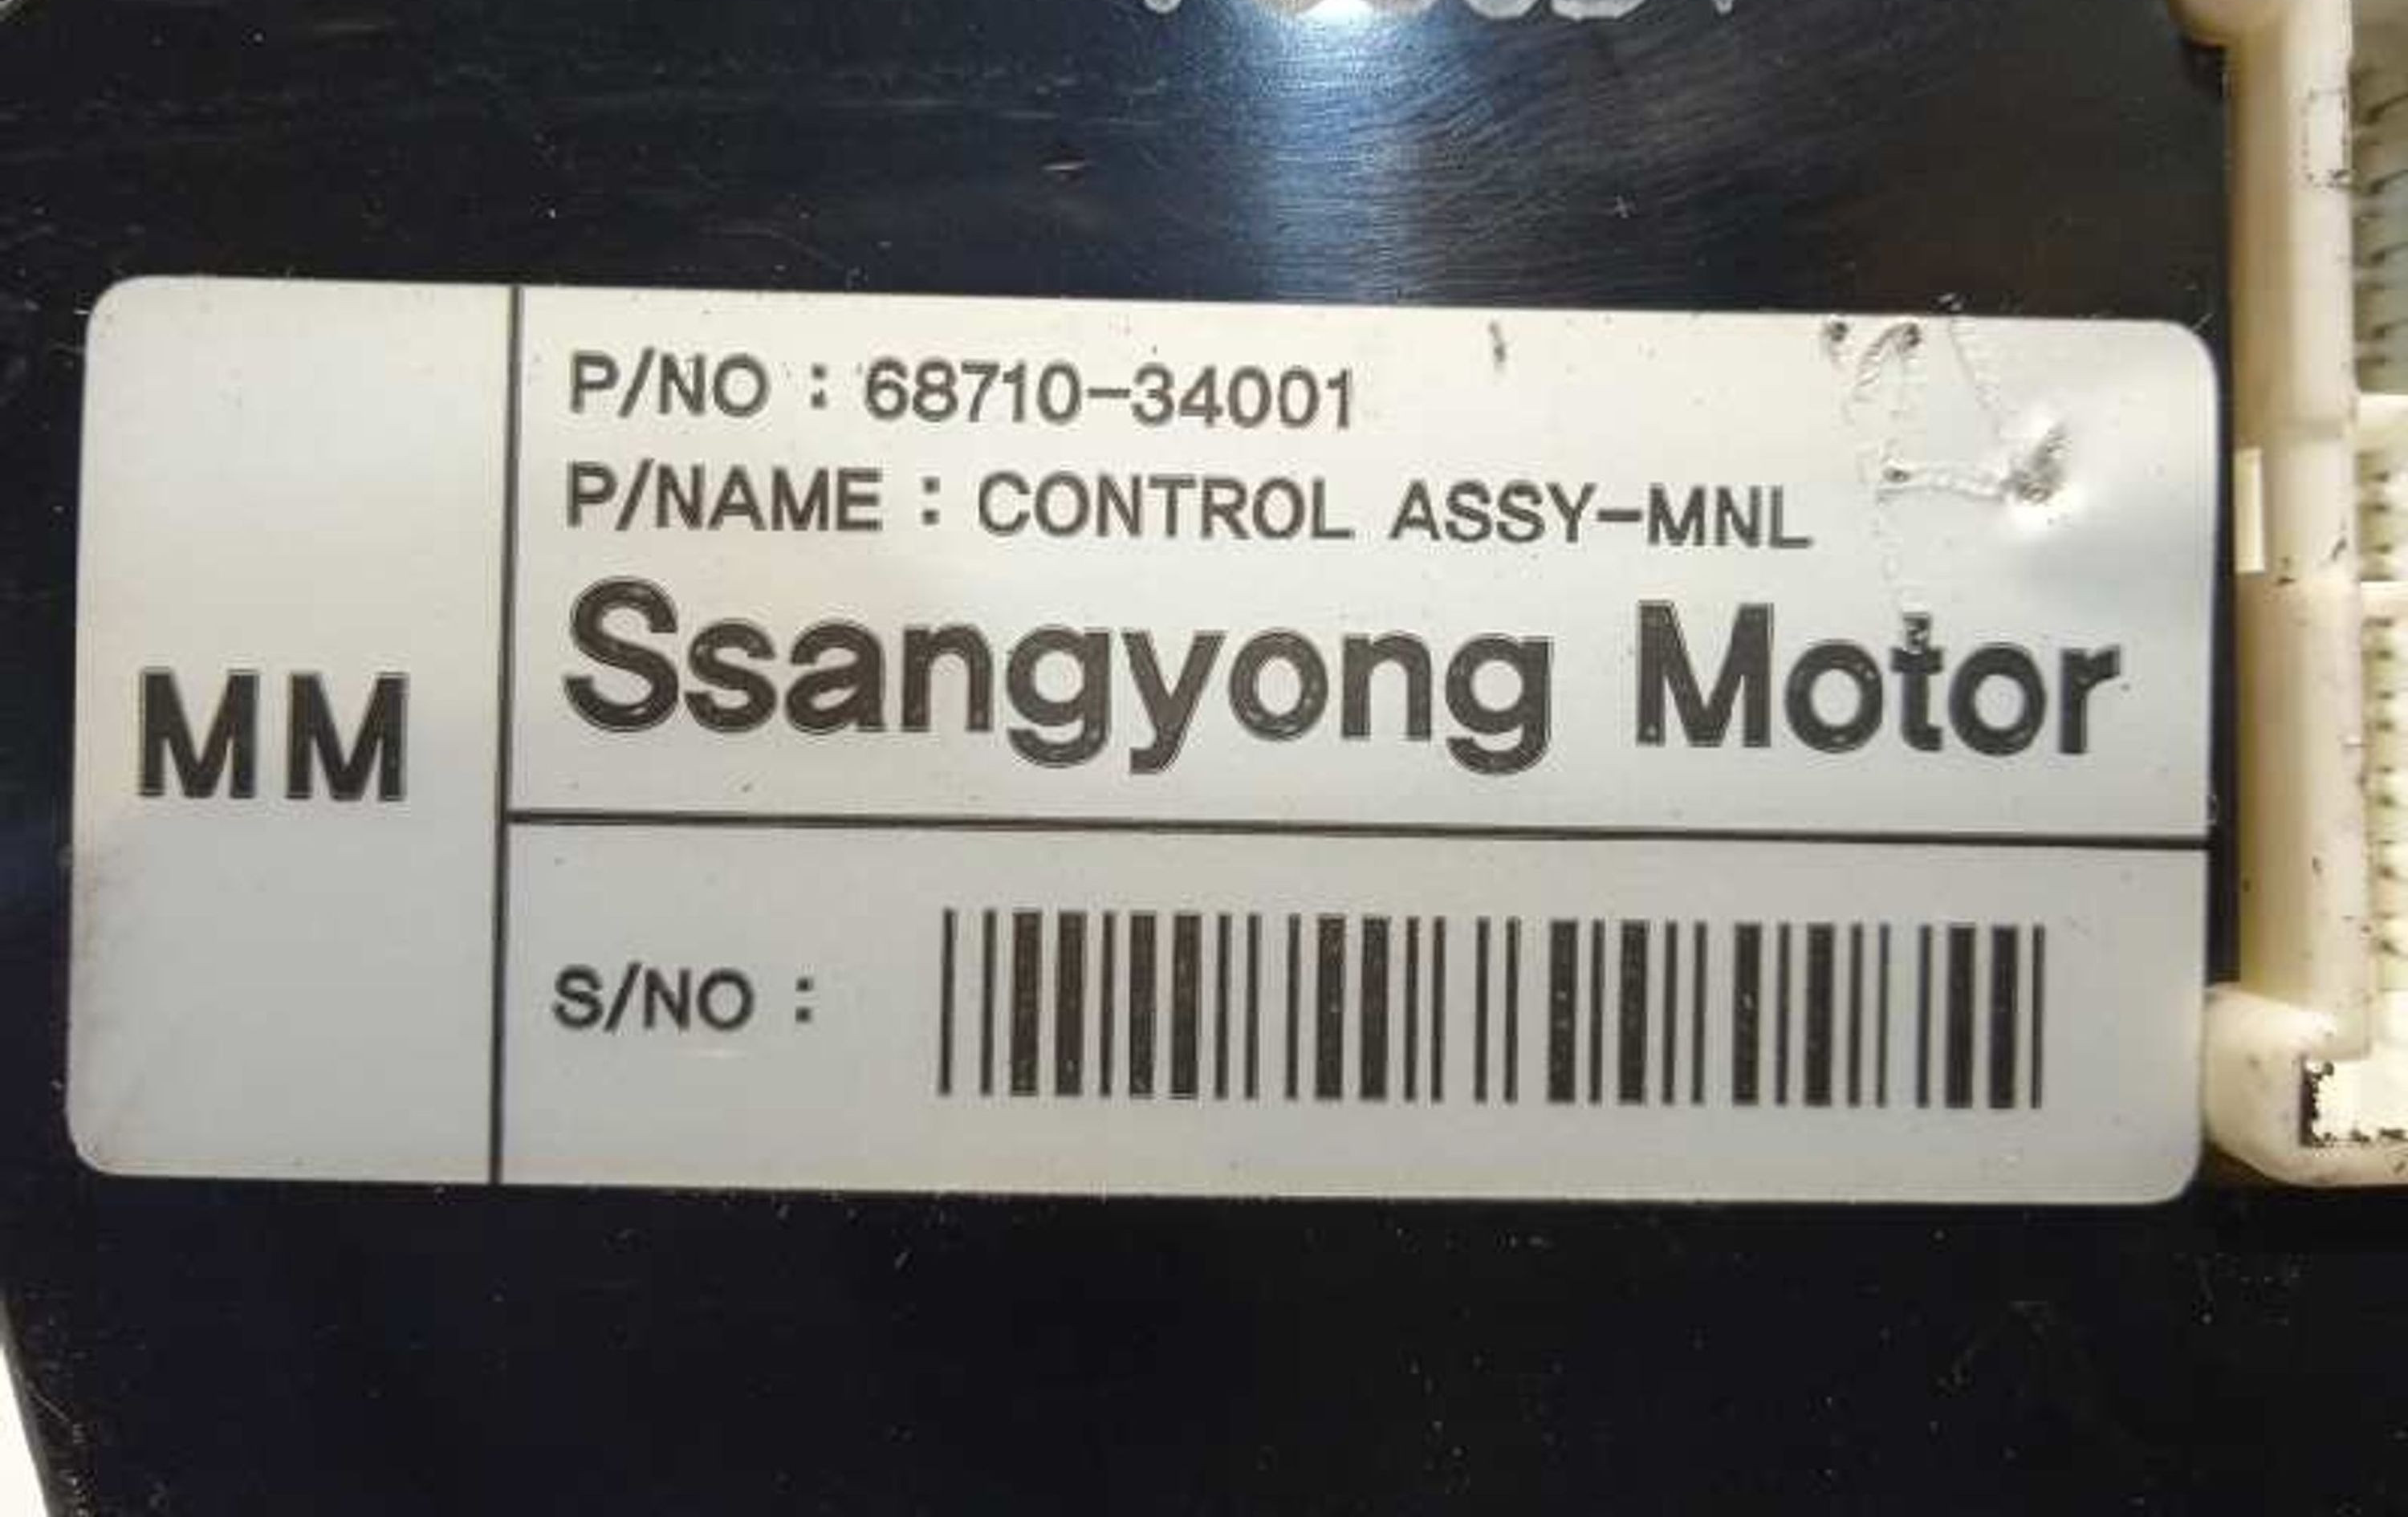 P/NO : 68710-34001
P/NAME : CONTROL ASSY-MNL
Ssangyong Motor
MM
S/NO :